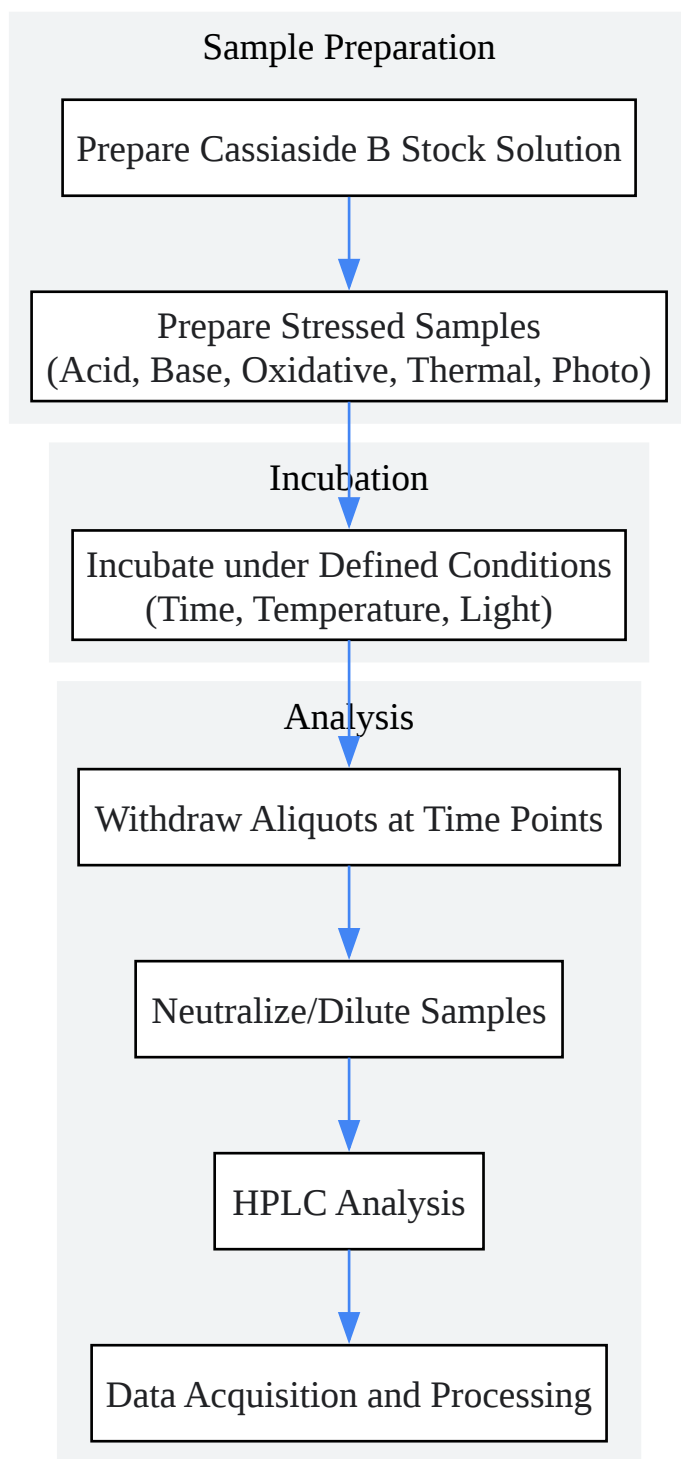 Sample Preparation
Prepare Cassiaside B Stock Solution
Prepare Stressed Samples
(Acid, Base, Oxidative, Thermal, Photo)
Incubation
Incubate under Defined Conditions
(Time, Temperature, Light)
Analysis
Withdraw Aliquots at Time Points
Neutralize/Dilute Samples
HPLC Analysis
Data Acquisition and Processing